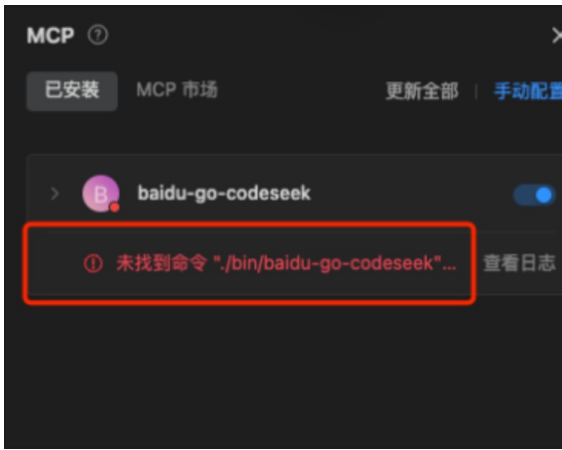 MCP
已安装 MCP 市场 更新全部 手动配置
B baidu-go-codeseek
未找到命令 "./bin/baidu-go-codeseek"... 查看日志